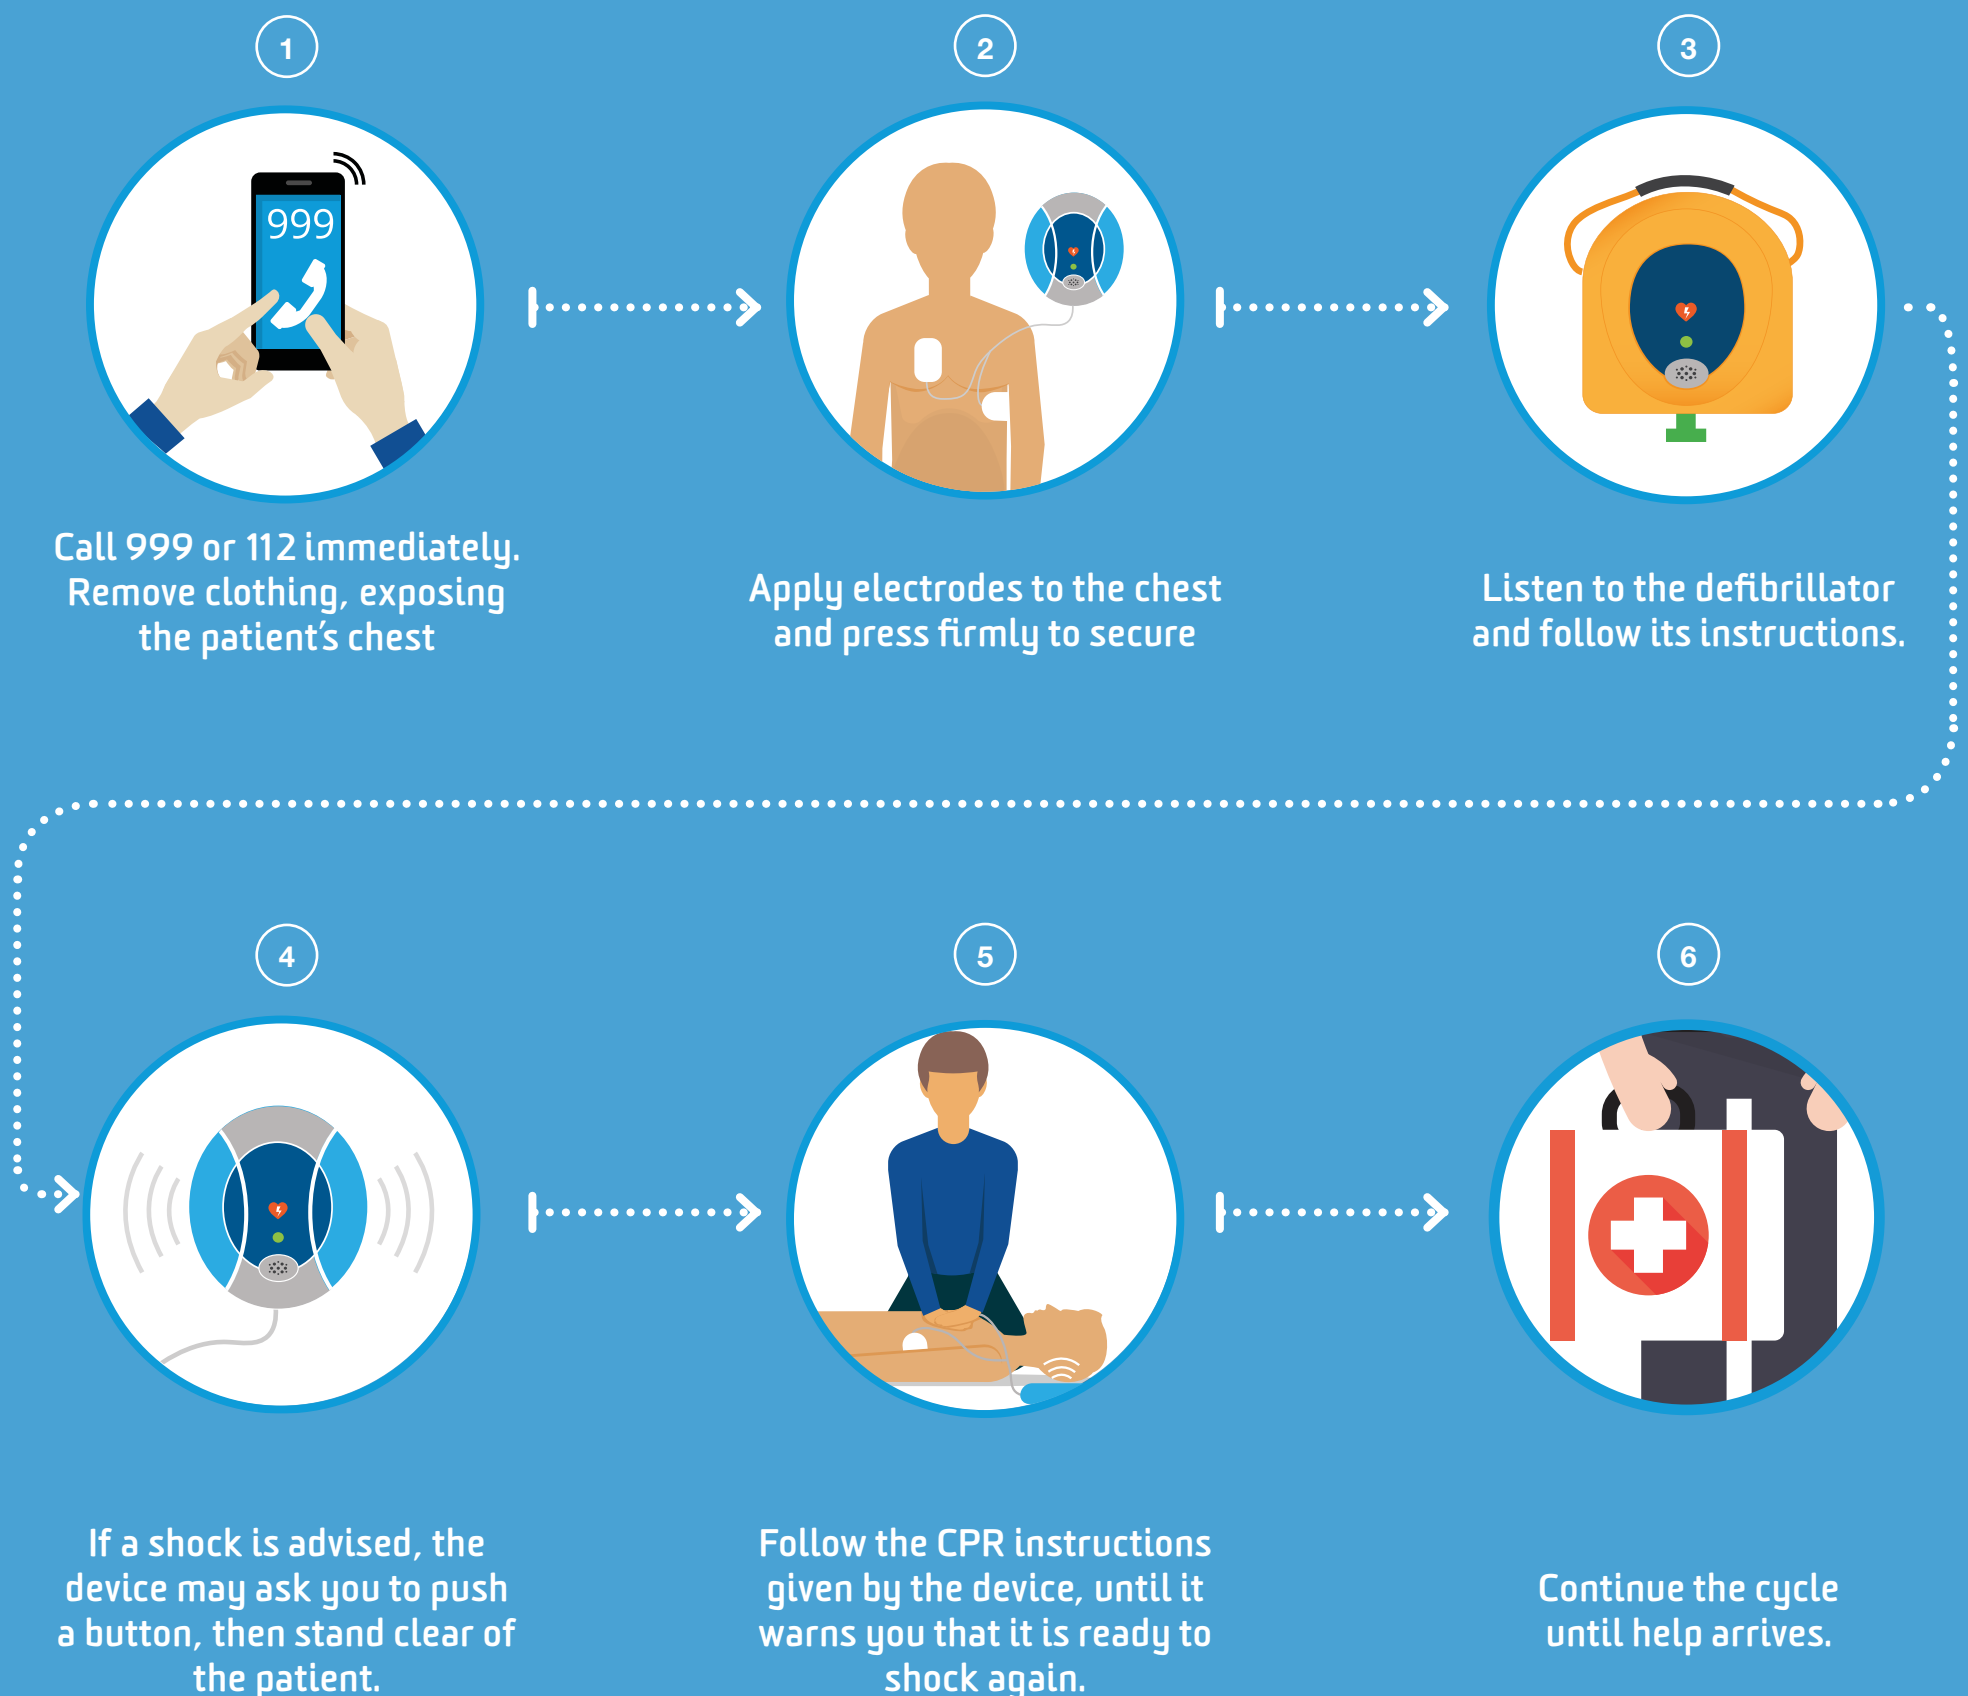 1
2
3
999
Call 999 or 112 immediately.
Remove clothing, exposing
the patient's chest
Apply electrodes to the chest
and press firmly to secure
Listen to the defibrillator
and follow its instructions.
4
5
6
If a shock is advised, the
device may ask you to push
a button, then stand clear of
the patient.
Follow the CPR instructions
given by the device, until it
warns you that it is ready to
shock again.
Continue the cycle
until help arrives.